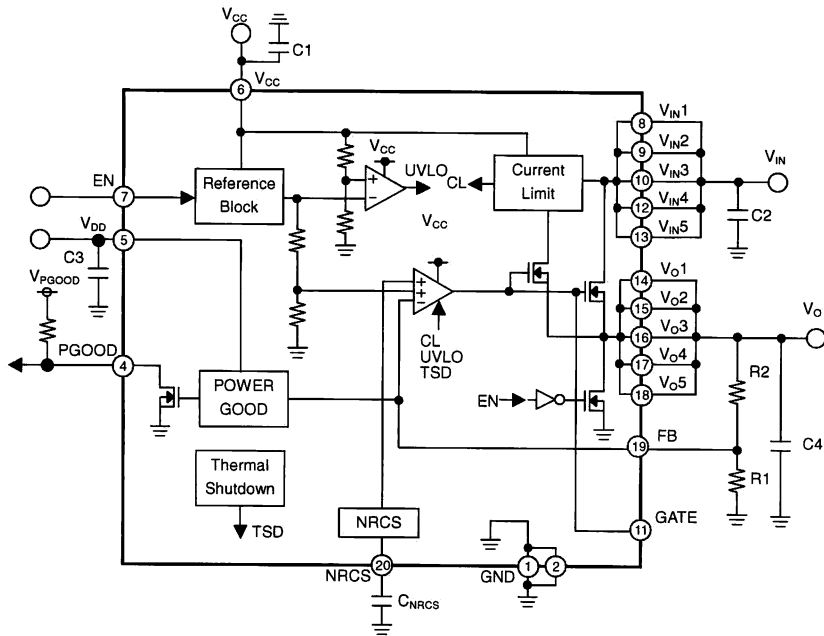 VCC
C1
6
VCC
VIN1
8
VCC
VIN2
9
UVLO
CL
Current
Limit
10
VIN3
VIN
EN
7
Reference
Block
+
−
VIN4
12
C2
VCC
VIN5
13
VDD
5
C3
VPGOOD
14
VO1
15
VO2
+
+
−
16
VO3
VO
PGOOD
4
CL
UVLO
TSD
17
VO4
R2
POWER
GOOD
EN
18
VO5
19
FB
C4
Thermal
Shutdown
R1
TSD
NRCS
GATE
11
NRCS
20
GND
1
2
CNRCS